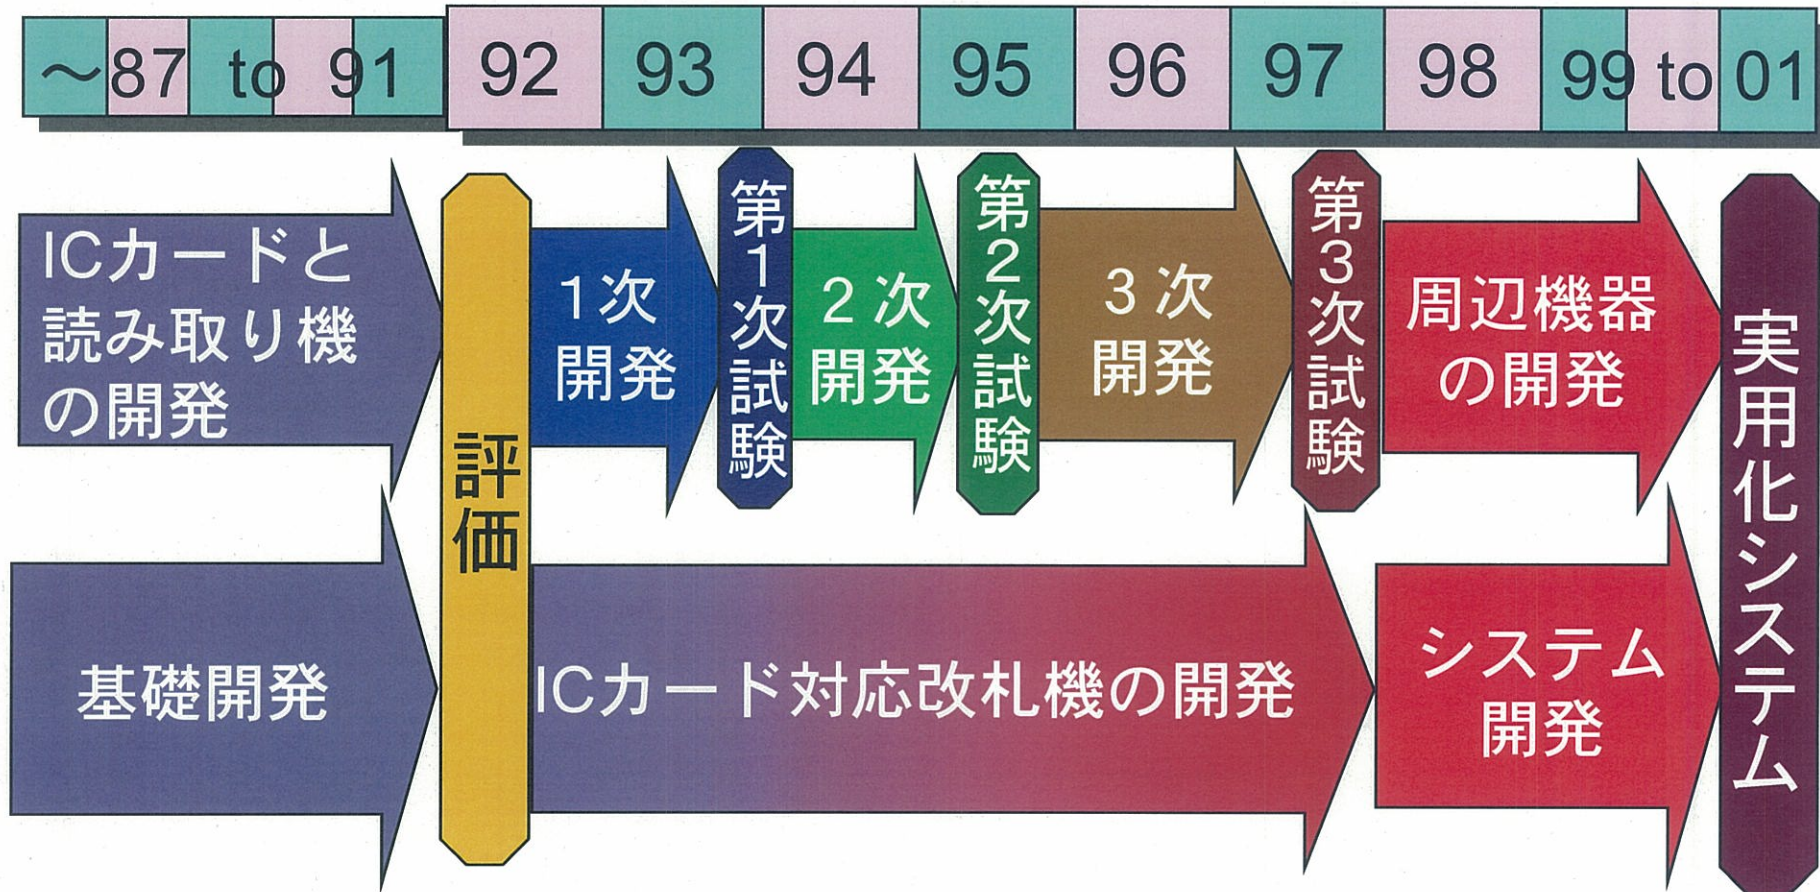 ～87 to 91 92 93 94 95 96 97 98 99 to 01
ICカードと
読み取り機
の開発
評価
1次
開発
第1次試験
2次
開発
第2次試験
3次
開発
第3次試験
周辺機器
の開発
実用化システム
基礎開発
ICカード対応改札機の開発
システム
開発